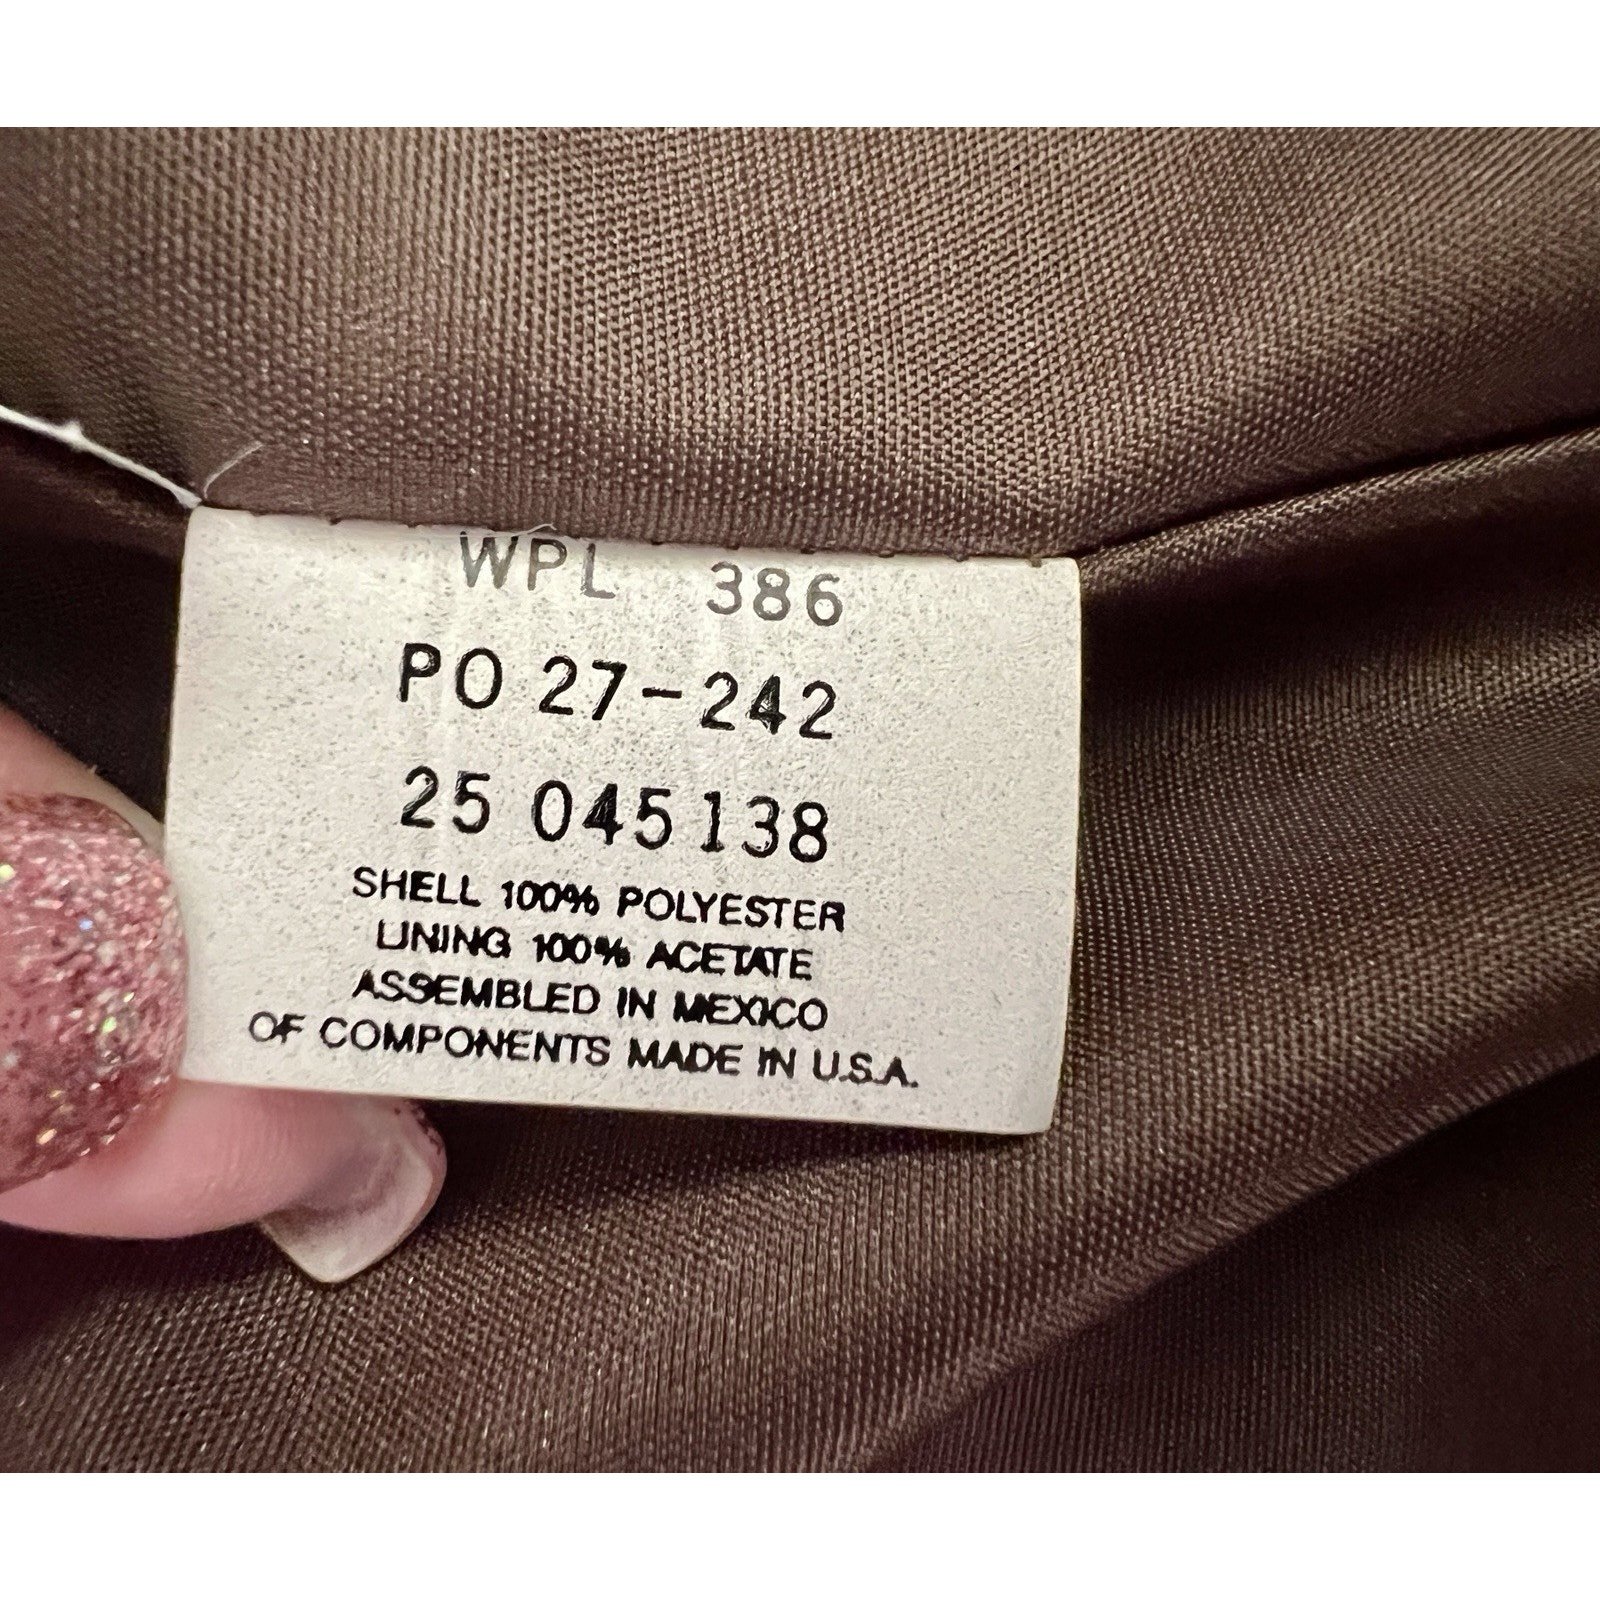 WPL 386
PO 27-242
25 045138
SHELL 100% POLYESTER
LINING 100% ACETATE
ASSEMBLED IN MEXICO
OF COMPONENTS MADE IN U.S.A.